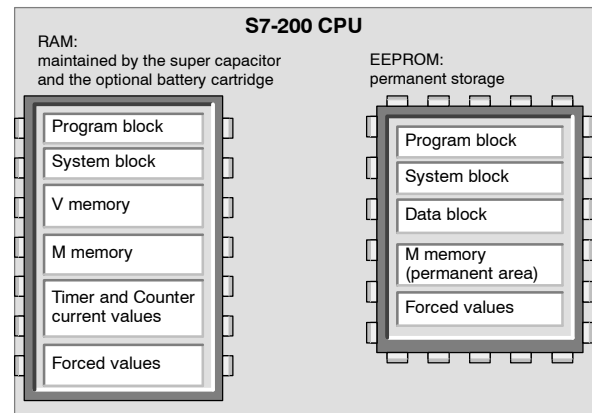 S7-200 CPU
RAM:
maintained by the super capacitor
and the optional battery cartridge
Program block
System block
V memory
M memory
Timer and Counter
current values
Forced values
EEPROM:
permanent storage
Program block
System block
Data block
M memory
(permanent area)
Forced values